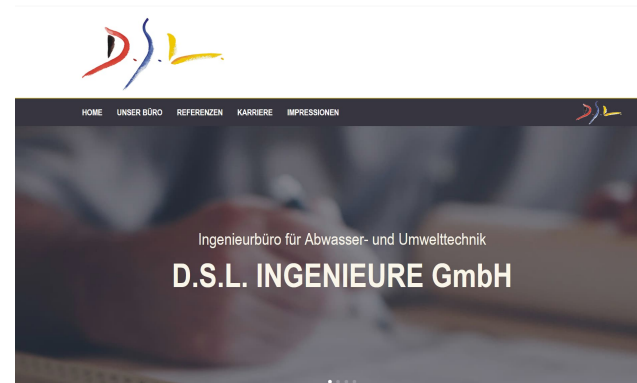 D.S.L.
HOME UNSER BÜRO REFERENZEN KARRIERE IMPRESSIONEN D.S.L.
Ingenieurbüro für Abwasser- und Umwelttechnik
D.S.L. INGENIEURE GmbH